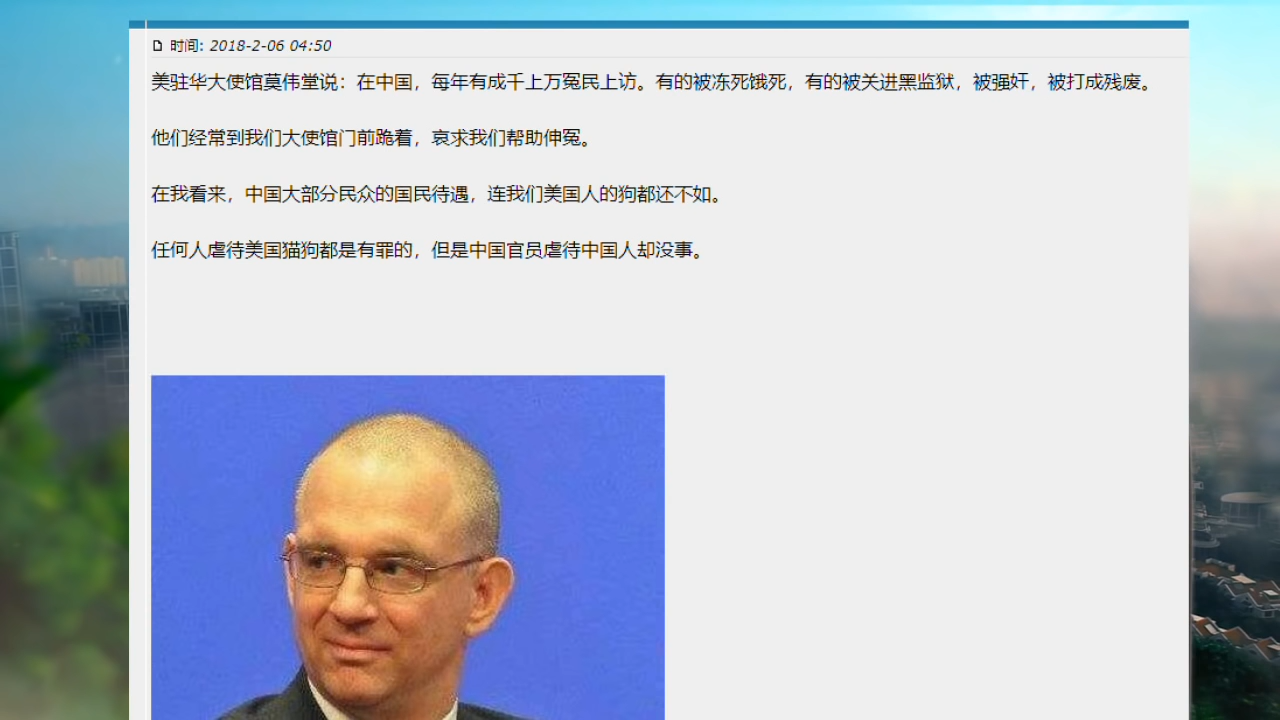 时间: 2018-2-06 04:50
美驻华大使馆莫伟堂说：在中国，每年有成千上万冤民上访。有的被冻死饿死，有的被关进黑监狱，被强奸，被打成残废。
他们经常到我们大使馆门前跪着，哀求我们帮助伸冤。
在我看来，中国大部分民众的国民待遇，连我们美国人的狗都还不如。
任何人虐待美国猫狗都是有罪的，但是中国官员虐待中国人却没事。